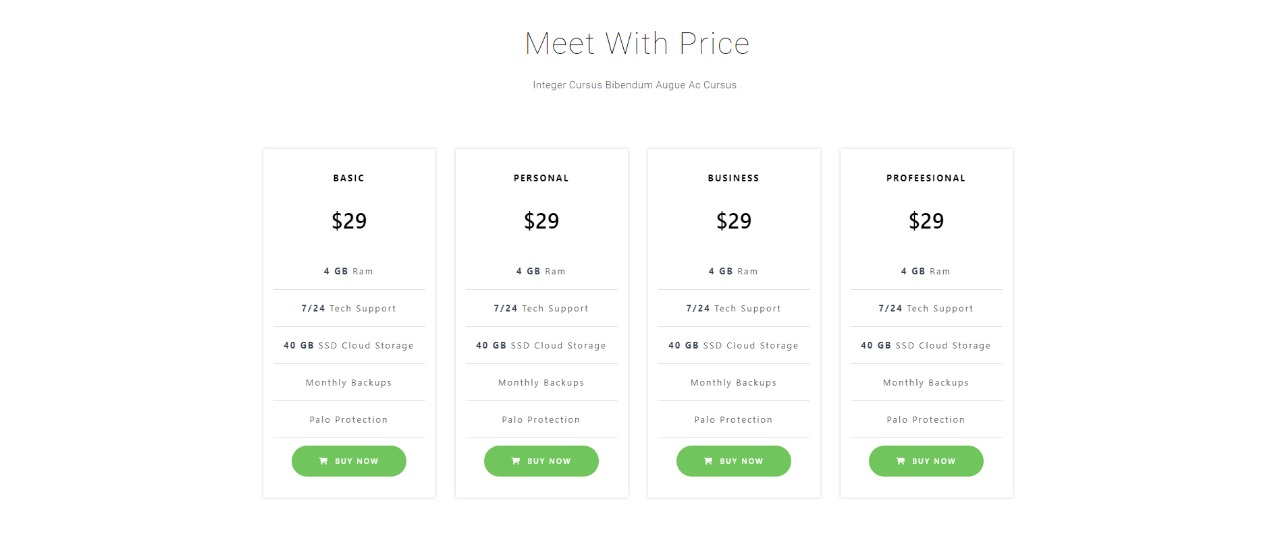 Meet With Price
Integer Cursus Bibendum Augue Ac Cursus .
BASIC
$29
4 GB Ram
7/24 Tech Support
40 GB SSD Cloud Storage
Monthly Backups
Palo Protection
BUY NOW
PERSONAL
$29
4 GB Ram
7/24 Tech Support
40 GB SSD Cloud Storage
Monthly Backups
Palo Protection
BUY NOW
BUSINESS
$29
4 GB Ram
7/24 Tech Support
40 GB SSD Cloud Storage
Monthly Backups
Palo Protection
BUY NOW
PROFEESIONAL
$29
4 GB Ram
7/24 Tech Support
40 GB SSD Cloud Storage
Monthly Backups
Palo Protection
BUY NOW